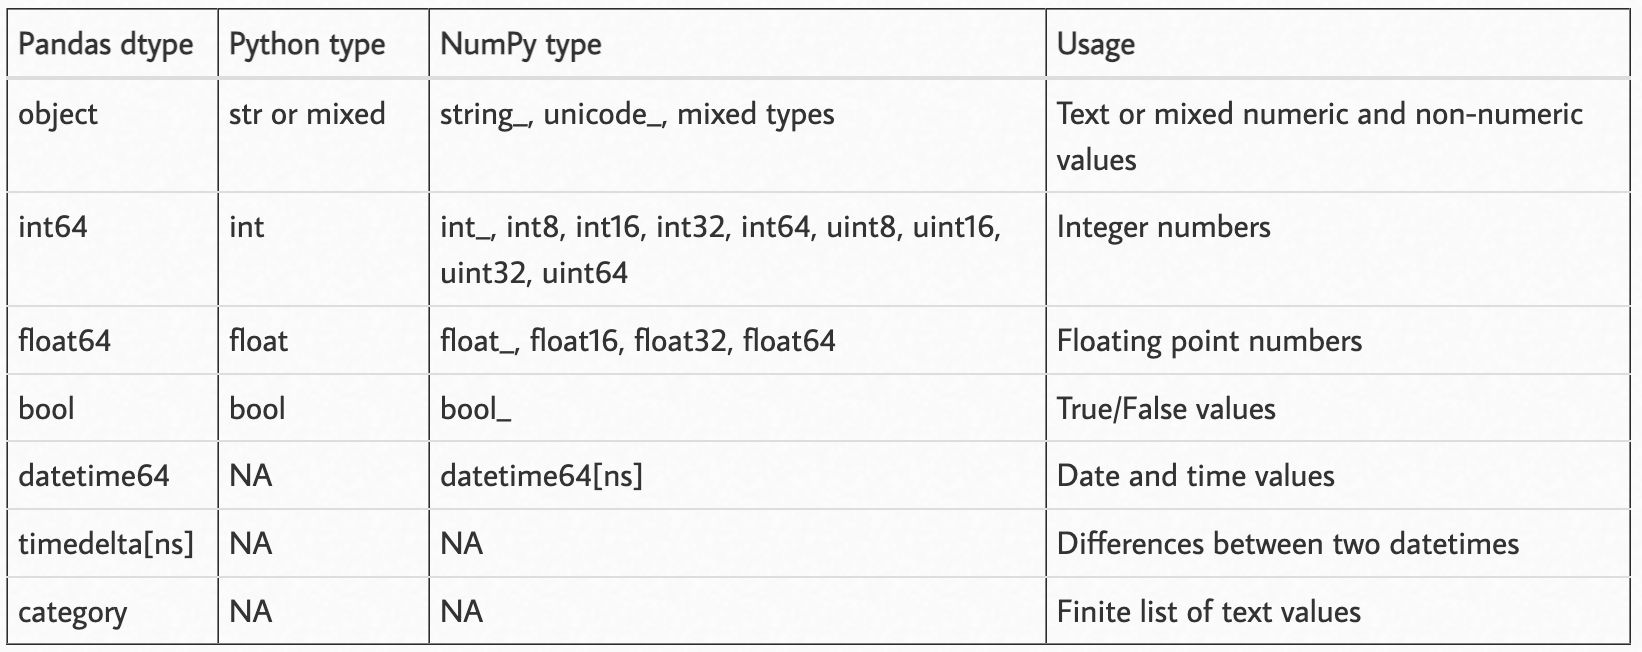 Pandas dtype Python type NumPy type Usage
object str or mixed string_, unicode_, mixed types Text or mixed numeric and non-numeric
values
int64 int int_, int8, int16, int32, int64, uint8, uint16, Integer numbers
uint32, uint64
float64 float float_, float16, float32, float64 Floating point numbers
bool bool bool_ True/False values
datetime64 NA datetime64[ns] Date and time values
timedelta[ns] NA NA Differences between two datetimes
category NA NA Finite list of text values